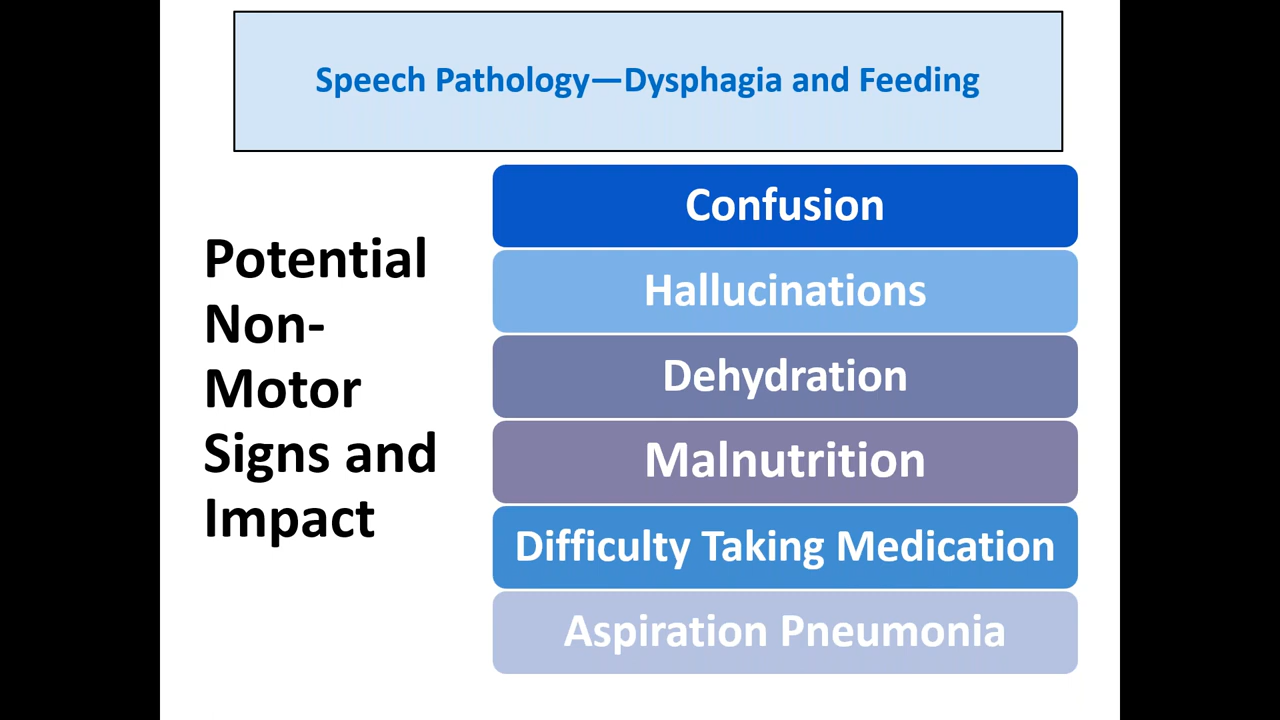 Speech Pathology—Dysphagia and Feeding
Potential
Non-
Motor
Signs and
Impact
Confusion
Hallucinations
Dehydration
Malnutrition
Difficulty Taking Medication
Aspiration Pneumonia